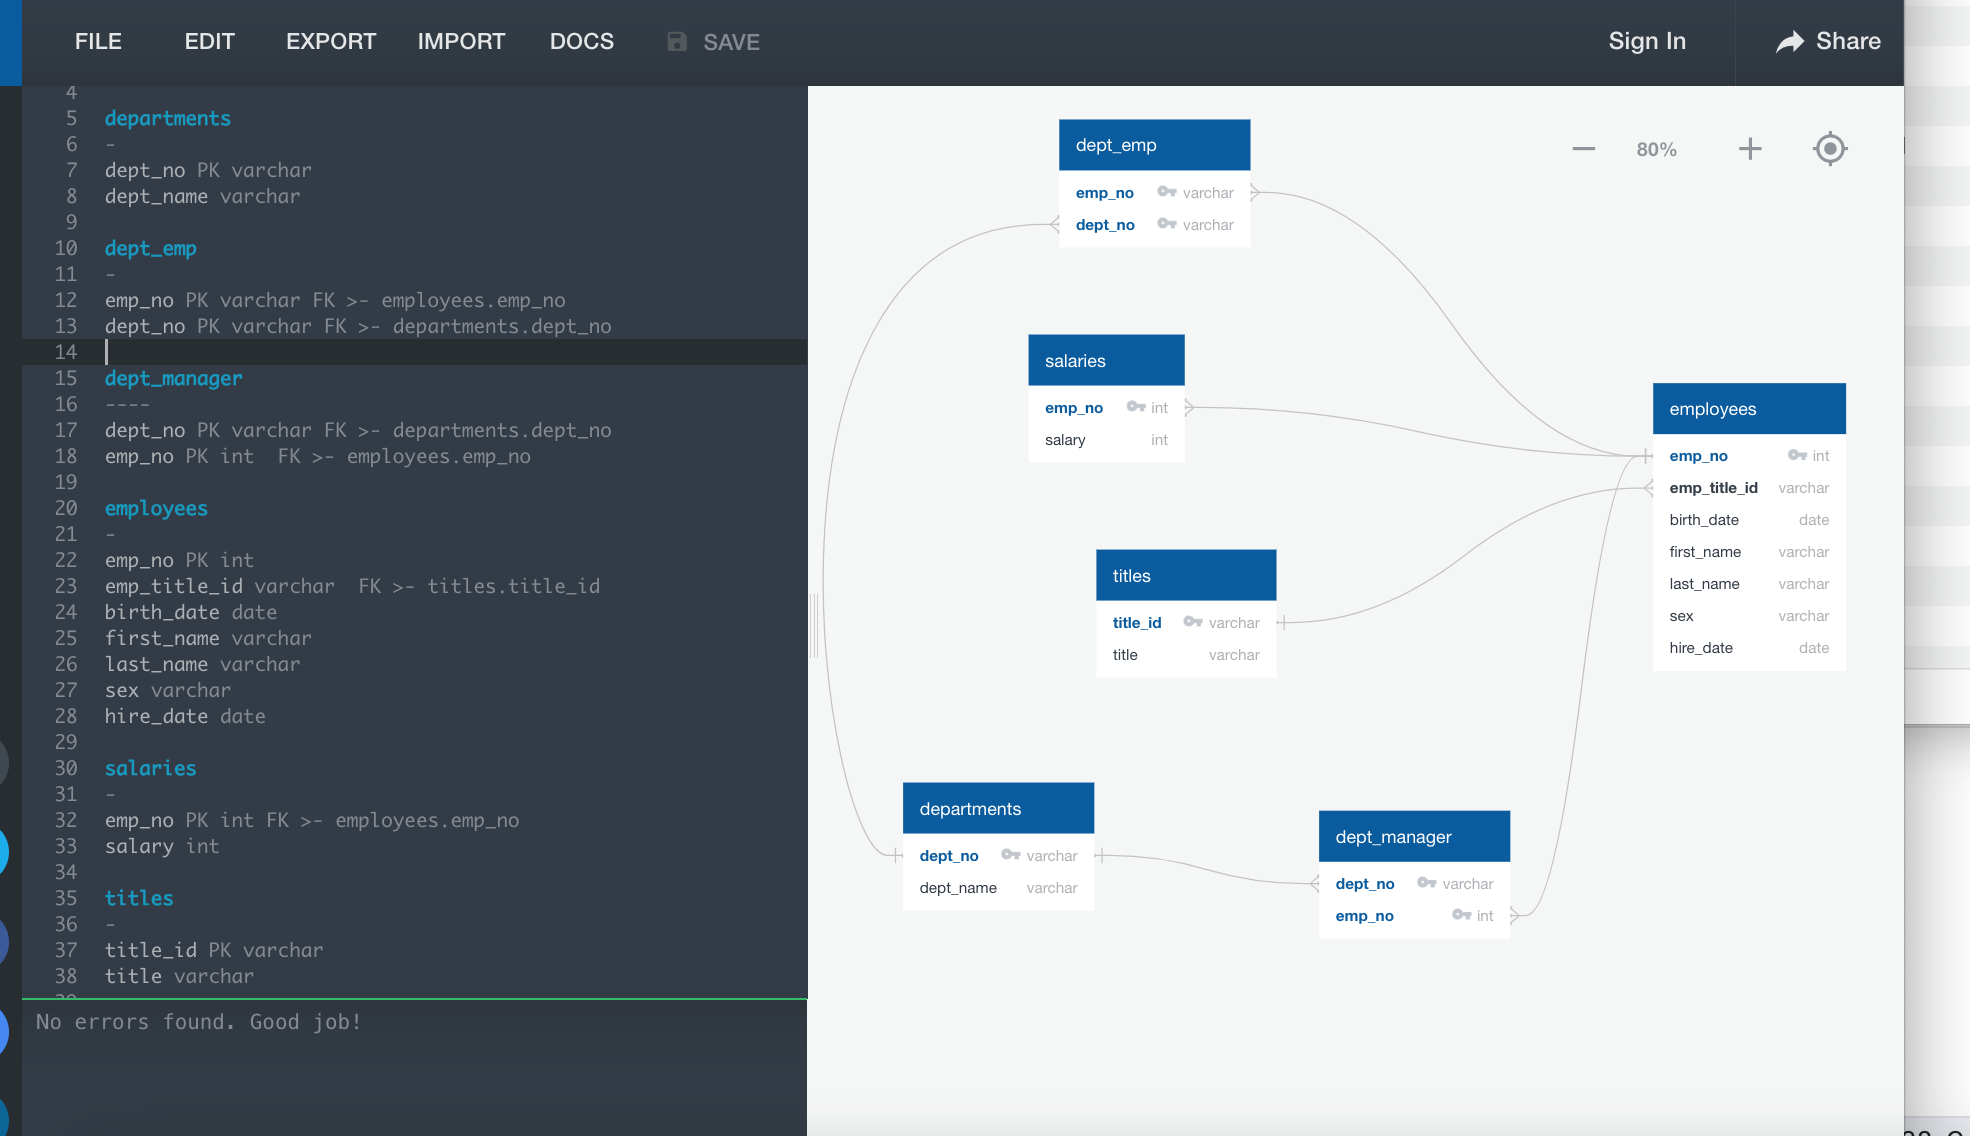 FILE EDIT EXPORT IMPORT DOCS SAVE Sign In Share
4
5 departments
6 -
7 dept_no PK varchar
8 dept_name varchar
9
10 dept_emp
11 -
12 emp_no PK varchar FK >- employees.emp_no
13 dept_no PK varchar FK >- departments.dept_no
14
15 dept_manager
16 ----
17 dept_no PK varchar FK >- departments.dept_no
18 emp_no PK int  FK >- employees.emp_no
19
20 employees
21 -
22 emp_no PK int
23 emp_title_id varchar  FK >- titles.title_id
24 birth_date date
25 first_name varchar
26 last_name varchar
27 sex varchar
28 hire_date date
29
30 salaries
31 -
32 emp_no PK int FK >- employees.emp_no
33 salary int
34
35 titles
36 -
37 title_id PK varchar
38 title varchar
39
No errors found. Good job!
80%
dept_emp
emp_no varchar
dept_no varchar
salaries
emp_no int
salary int
employees
emp_no int
emp_title_id varchar
birth_date date
first_name varchar
last_name varchar
sex varchar
hire_date date
titles
title_id varchar
title varchar
departments
dept_no varchar
dept_name varchar
dept_manager
dept_no varchar
emp_no int